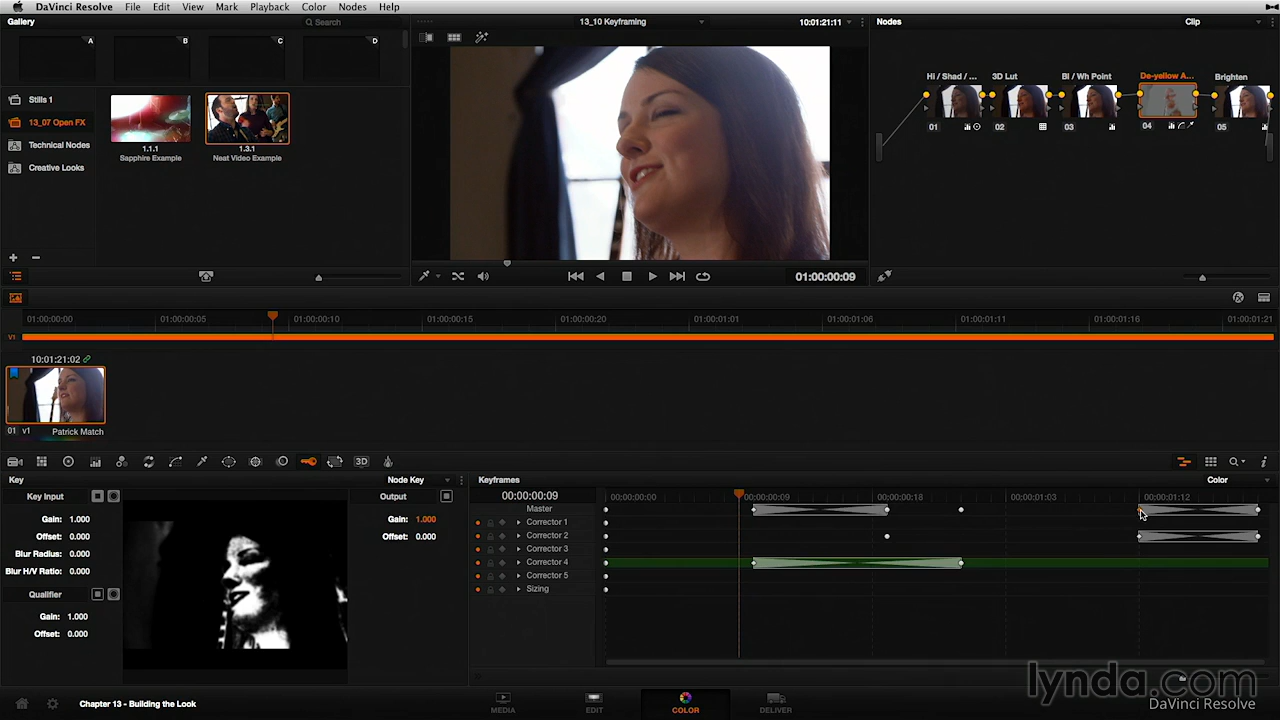 DaVinci Resolve File Edit View Mark Playback Color Nodes Help
Gallery Search 13_10 Keyframing 10:01:21:11 Nodes Clip
A B C D
Hi / Shad / ... 3D Lut Bl / Wh Point De-yellow A... Brighten
Stills 1
13_07 Open FX
Technical Nodes
Creative Looks
01 02 03 04 05
1.1.1 1.3.1
Sapphire Example Neat Video Example
01:00:00:09
01:00:00:00 01:00:00:05 01:00:00:10 01:00:00:15 01:00:00:20 01:00:01:01 01:00:01:06 01:00:01:11 01:00:01:16 01:00:01:21
V1
10:01:21:02
01 v1 Patrick Match
3D
Key Node Key Keyframes Color
Key Input Output 00:00:00:09 00:00:00:00 00:00:00:09 00:00:00:18 00:00:01:03 00:00:01:12
Gain: 1.000 Gain: 1.000
Offset: 0.000 Offset: 0.000
Blur Radius: 0.000
Blur H/V Ratio: 0.000
Qualifier
Gain: 1.000
Offset: 0.000
Master
Corrector 1
Corrector 2
Corrector 3
Corrector 4
Corrector 5
Sizing
lynda.com
DaVinci Resolve
Chapter 13 - Building the Look MEDIA EDIT COLOR DELIVER